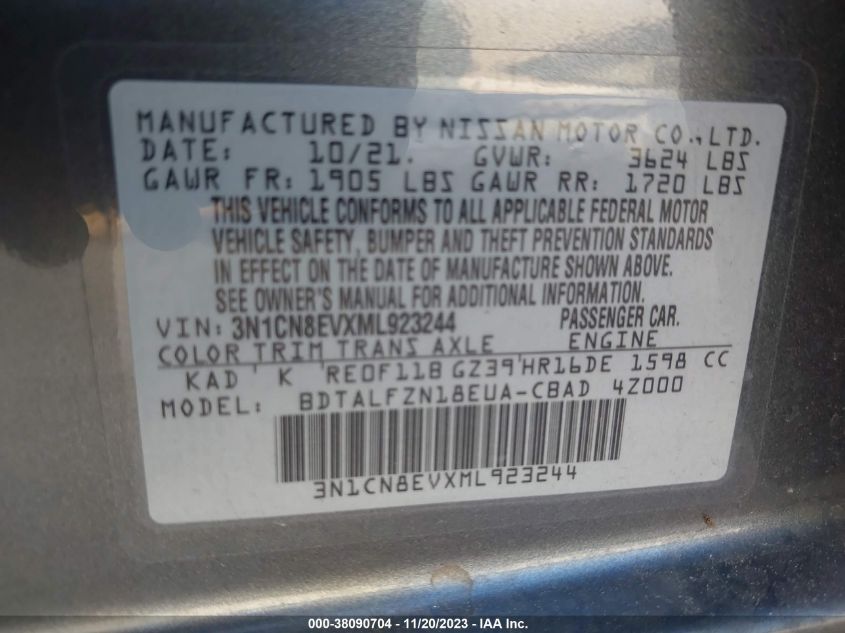 MANUFACTURED BY NISSAN MOTOR CO., LTD.
DATE: 10/21. GVWR: 3624 LBS
GAWR FR: 1905 LBS GAWR RR: 1720 LBS
THIS VEHICLE CONFORMS TO ALL APPLICABLE FEDERAL MOTOR
VEHICLE SAFETY, BUMPER AND THEFT PREVENTION STANDARDS
IN EFFECT ON THE DATE OF MANUFACTURE SHOWN ABOVE.
SEE OWNER'S MANUAL FOR ADDITIONAL INFORMATION.
VIN: 3N1CN8EVXML923244 PASSENGER CAR.
COLOR TRIM TRANS AXLE ENGINE
KAD ' K 'RE0F11B GZ39'HR16DE 1598 CC
MODEL: BDTALFZN18EUA-CBAD 4Z000
3N1CN8EVXML923244
000-38090704 - 11/20/2023 - IAA Inc.